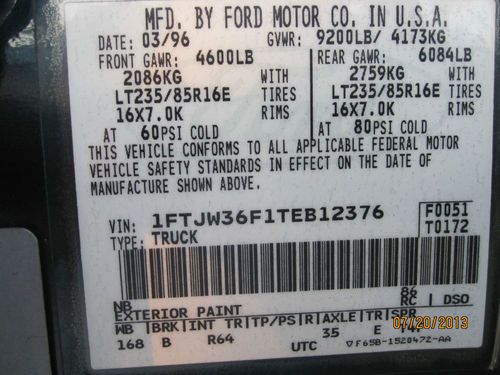 MFD. BY FORD MOTOR CO. IN U.S.A.
DATE: 03/96 GVWR: 9200LB/ 4173KG
FRONT GAWR: 4600LB REAR GAWR: 6084LB
2086KG WITH 2759KG WITH
LT235/85R16E TIRES LT235/85R16E TIRES
16X7.0K RIMS 16X7.0K RIMS
AT 60PSI COLD AT 80PSI COLD
THIS VEHICLE CONFORMS TO ALL APPLICABLE FEDERAL MOTOR
VEHICLE SAFETY STANDARDS IN EFFECT ON THE DATE OF
MANUFACTURE SHOWN ABOVE.
VIN: 1FTJW36F1TEB12376 F0051
TYPE: TRUCK T0172
NB 86
EXTERIOR PAINT RC DSO
WB BRK INT TR TP/PS R AXLE TR SPR
168 B R64 35 E
UTC F65B-1520472-AA
07/20/2013